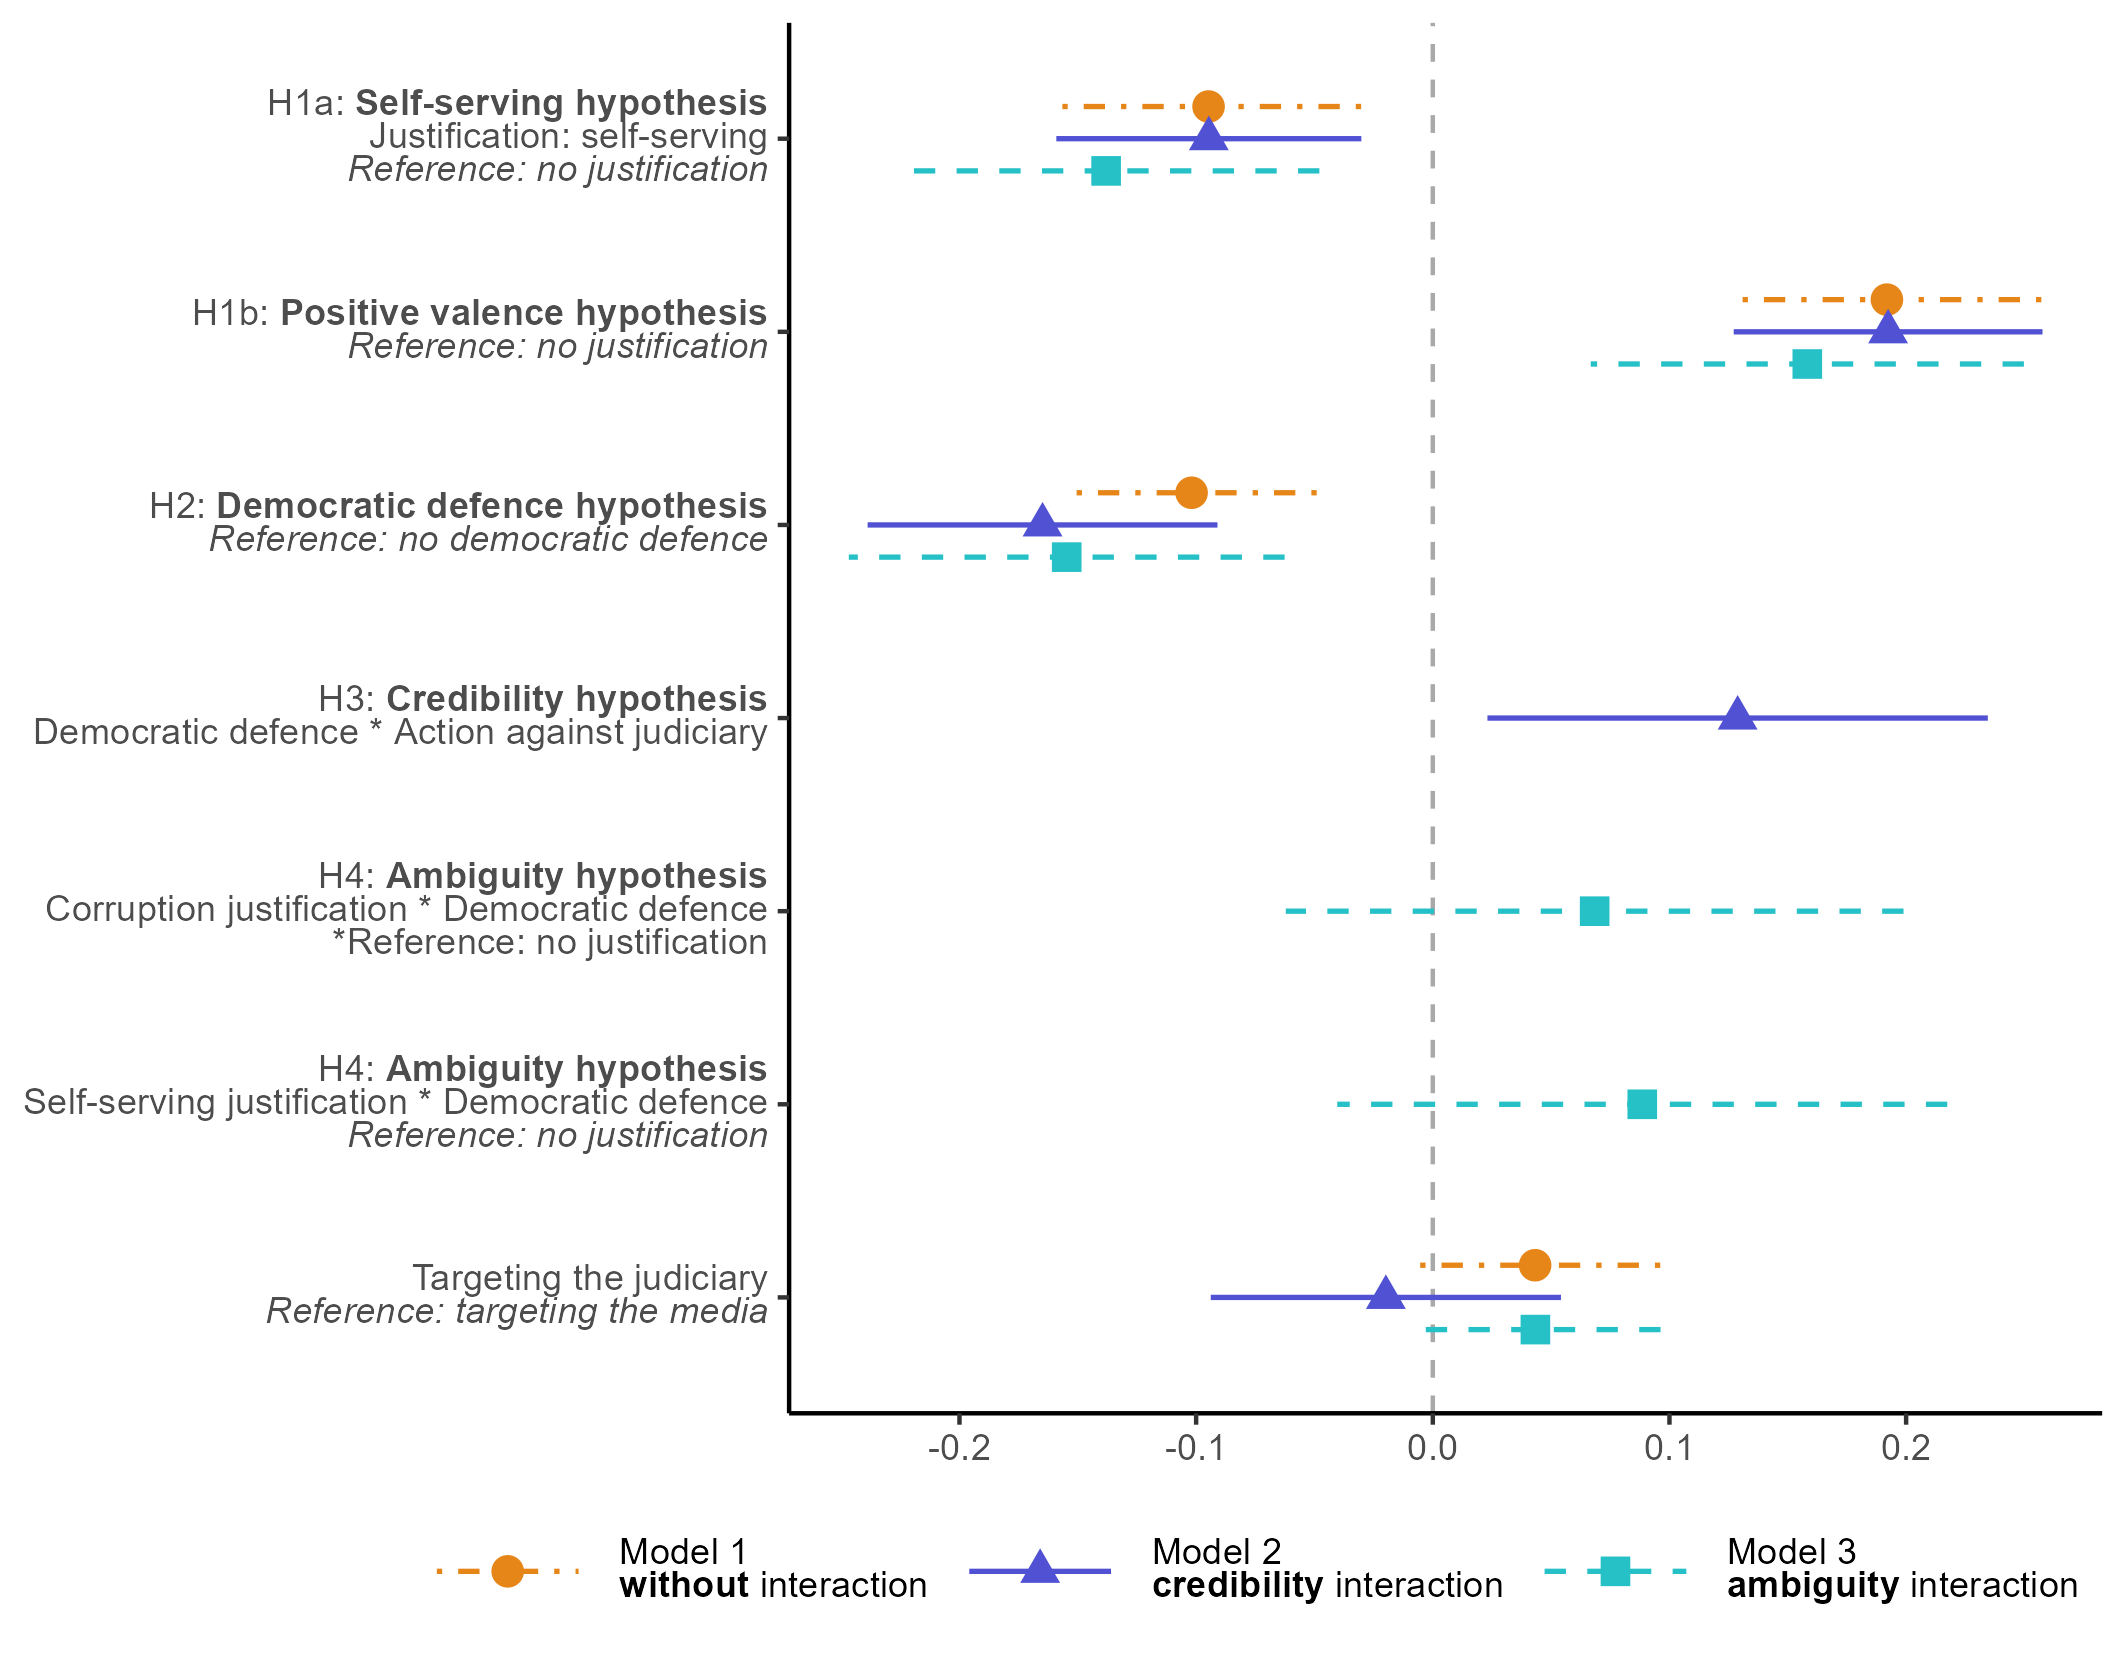 H1a: Self-serving hypothesis
Justification: self-serving
Reference: no justification
H1b: Positive valence hypothesis
Reference: no justification
H2: Democratic defence hypothesis
Reference: no democratic defence
H3: Credibility hypothesis
Democratic defence * Action against judiciary
H4: Ambiguity hypothesis
Corruption justification * Democratic defence
*Reference: no justification
H4: Ambiguity hypothesis
Self-serving justification * Democratic defence
Reference: no justification
Targeting the judiciary
Reference: targeting the media
-0.2 -0.1 0.0 0.1 0.2
Model 1
without interaction
Model 2
credibility interaction
Model 3
ambiguity interaction